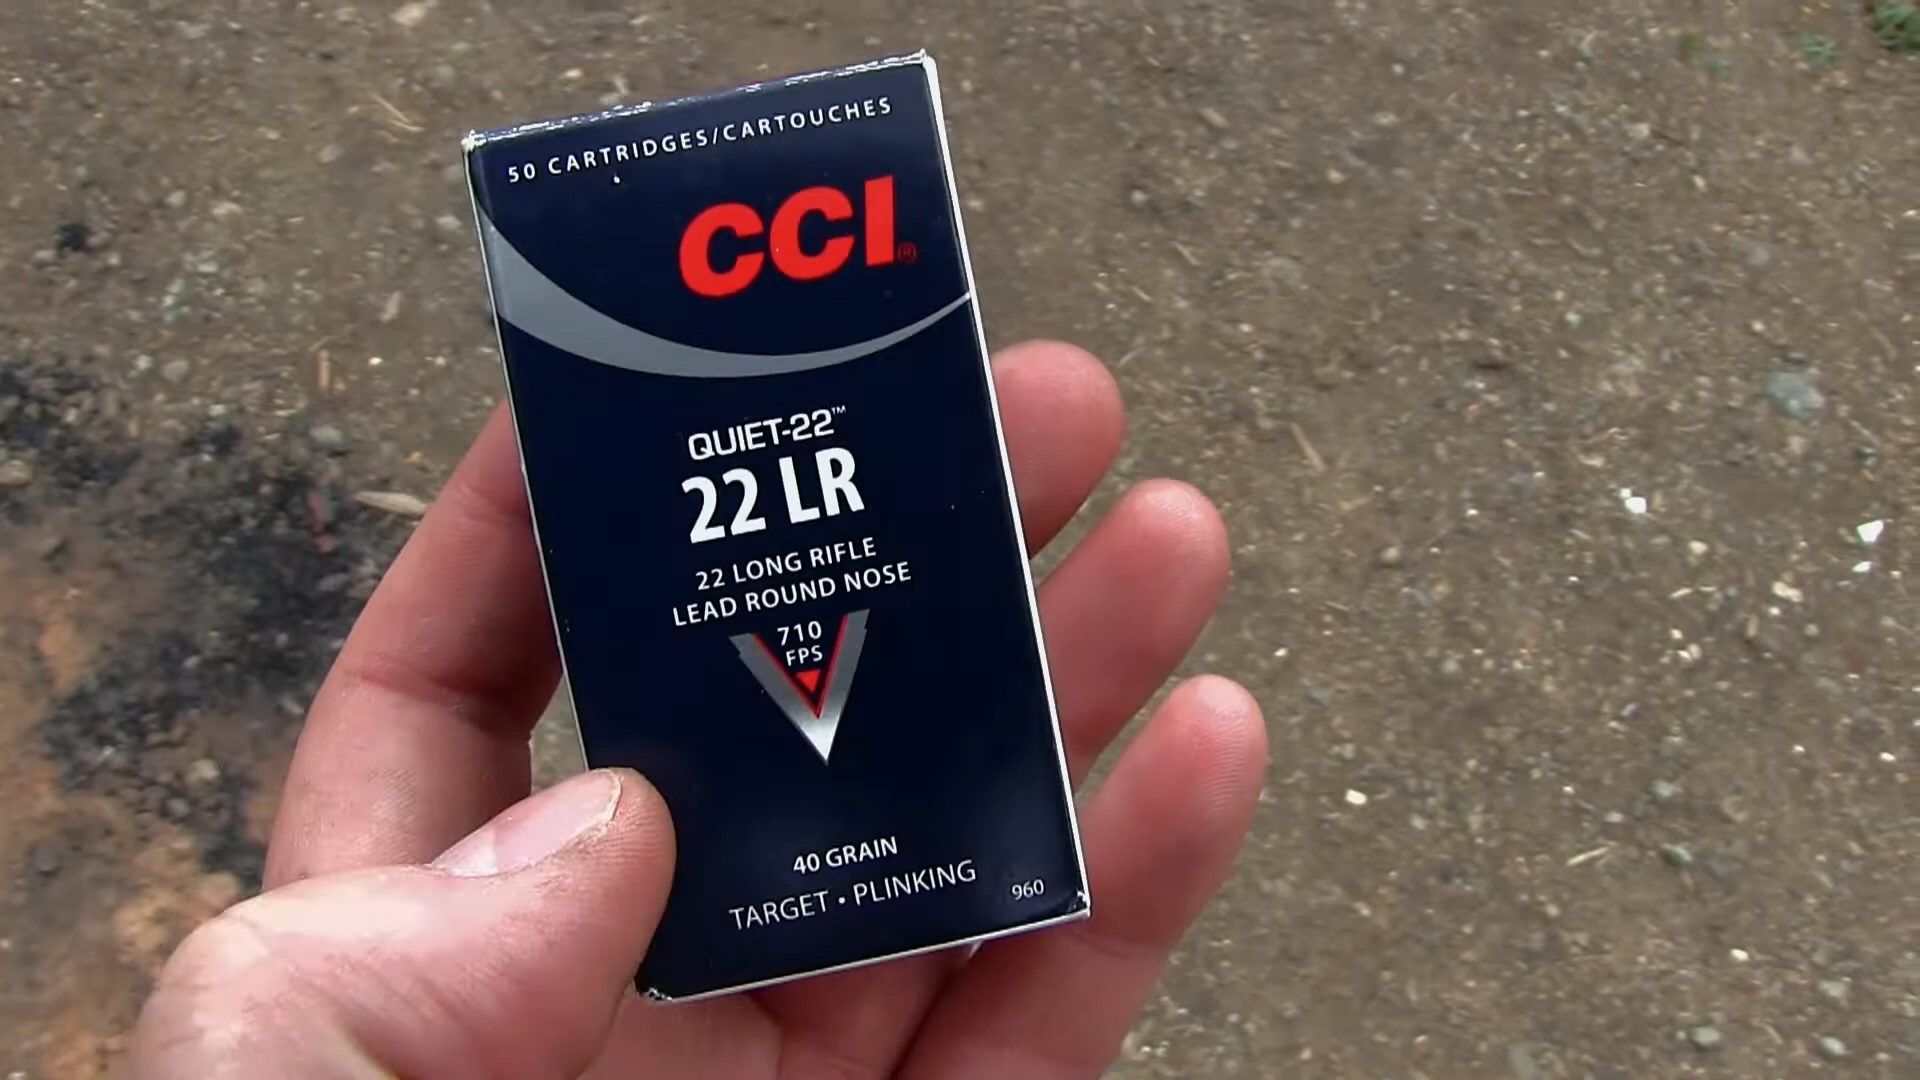 50 CARTRIDGES/CARTOUCHES
CCI®
QUIET-22™
22 LR
22 LONG RIFLE
LEAD ROUND NOSE
710
FPS
40 GRAIN
TARGET • PLINKING
960